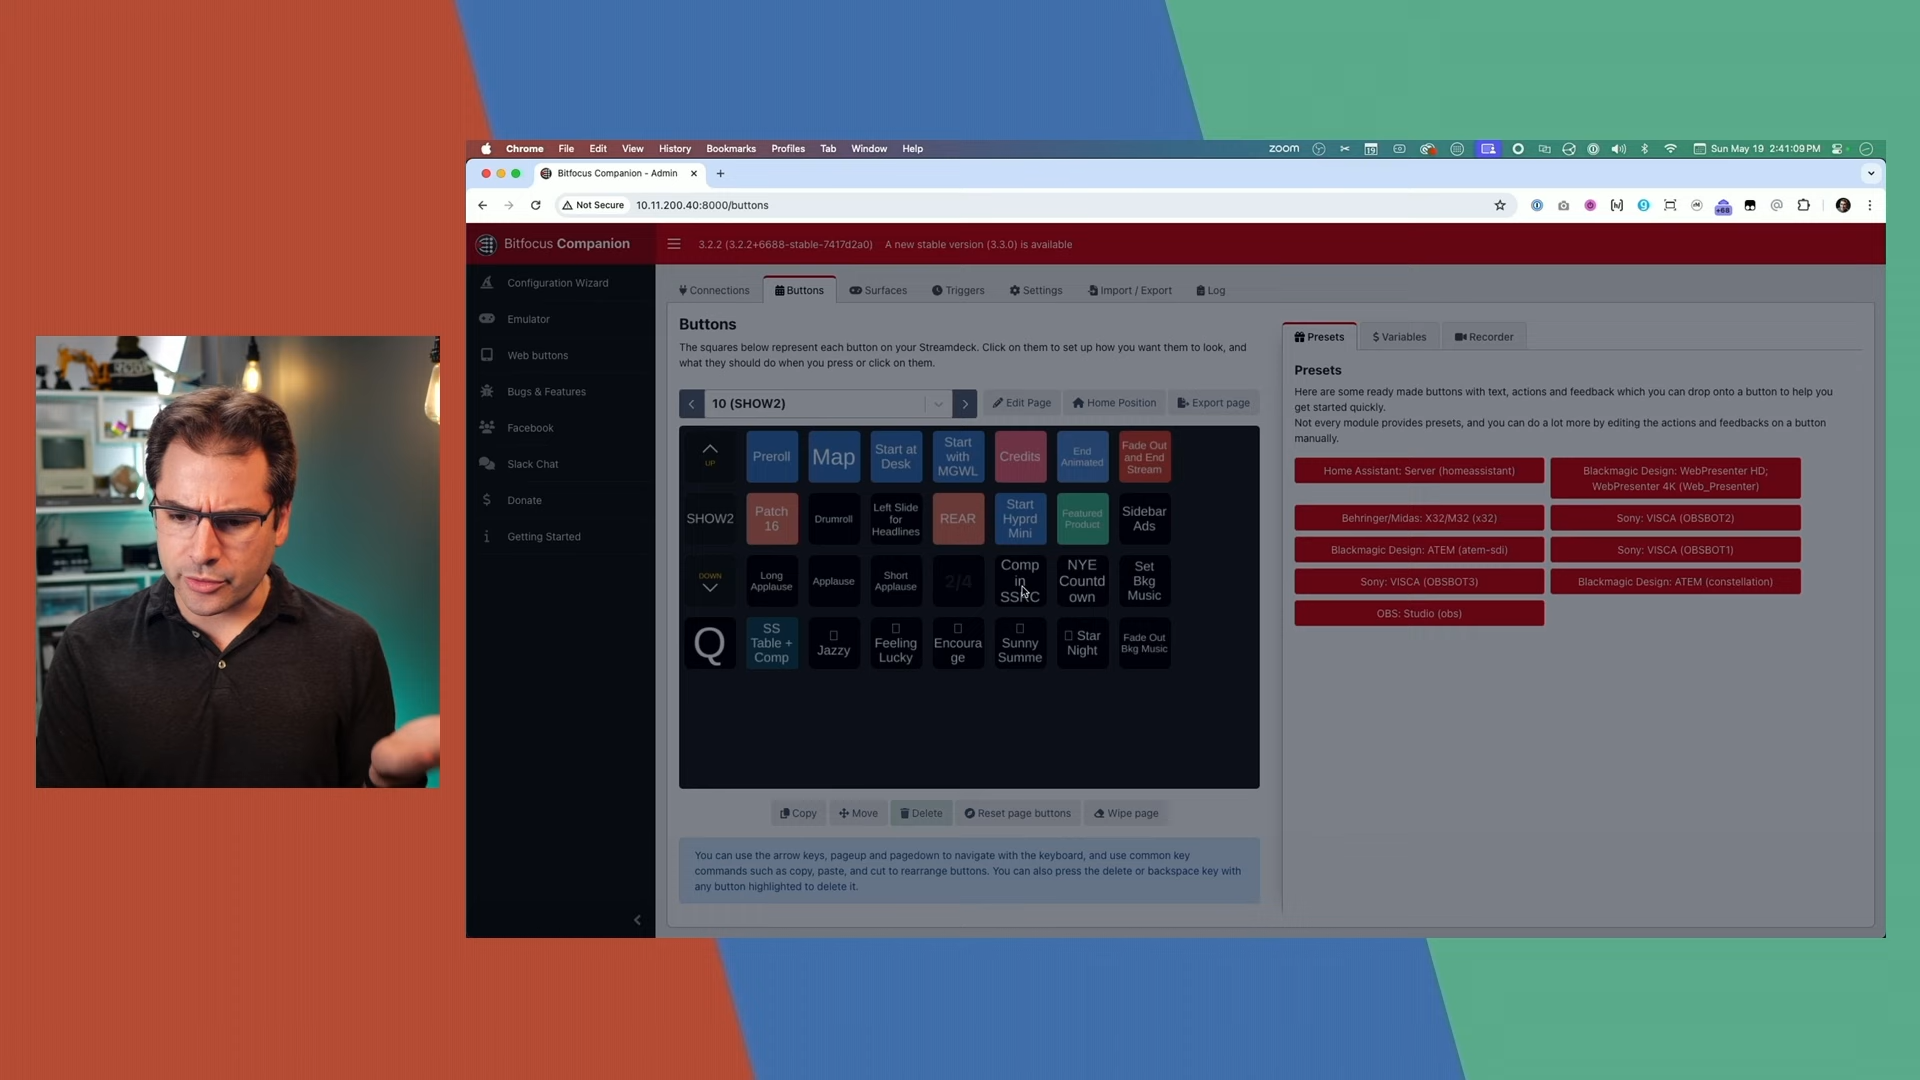 Chrome File Edit View History Bookmarks Profiles Tab Window Help
zoom
Sun May 19 2:41:09 PM
Bitfocus Companion - Admin
Not Secure 10.11.200.40:8000/buttons
+68
Bitfocus Companion
3.2.2 (3.2.2+6688-stable-7417d2a0) A new stable version (3.3.0) is available
Configuration Wizard
Emulator
Web buttons
Bugs & Features
Facebook
Slack Chat
Donate
Getting Started
Connections
Buttons
Surfaces
Triggers
Settings
Import / Export
Log
Buttons
The squares below represent each button on your Streamdeck. Click on them to set up how you want them to look, and
what they should do when you press or click on them.
10 (SHOW2)
Edit Page
Home Position
Export page
UP
Preroll
Map
Start at
Desk
Start
with
MGWL
Credits
End
Animated
Fade Out
and End
Stream
SHOW2
Patch
16
Drumroll
Left Slide
for
Headlines
REAR
Start
Hyprd
Mini
Featured
Product
Sidebar
Ads
DOWN
Long
Applause
Applause
Short
Applause
2/4
Comp
in
SSRC
NYE
Countd
own
Set
Bkg
Music
Q
SS
Table +
Comp
Jazzy
Feeling
Lucky
Encoura
ge
Sunny
Summe
Star
Night
Fade Out
Bkg Music
Copy
Move
Delete
Reset page buttons
Wipe page
You can use the arrow keys, pageup and pagedown to navigate with the keyboard, and use common key
commands such as copy, paste, and cut to rearrange buttons. You can also press the delete or backspace key with
any button highlighted to delete it.
Presets
$ Variables
Recorder
Presets
Here are some ready made buttons with text, actions and feedback which you can drop onto a button to help you
get started quickly.
Not every module provides presets, and you can do a lot more by editing the actions and feedbacks on a button
manually.
Home Assistant: Server (homeassistant)
Blackmagic Design: WebPresenter HD;
WebPresenter 4K (Web_Presenter)
Behringer/Midas: X32/M32 (x32)
Sony: VISCA (OBSBOT2)
Blackmagic Design: ATEM (atem-sdi)
Sony: VISCA (OBSBOT1)
Sony: VISCA (OBSBOT3)
Blackmagic Design: ATEM (constellation)
OBS: Studio (obs)